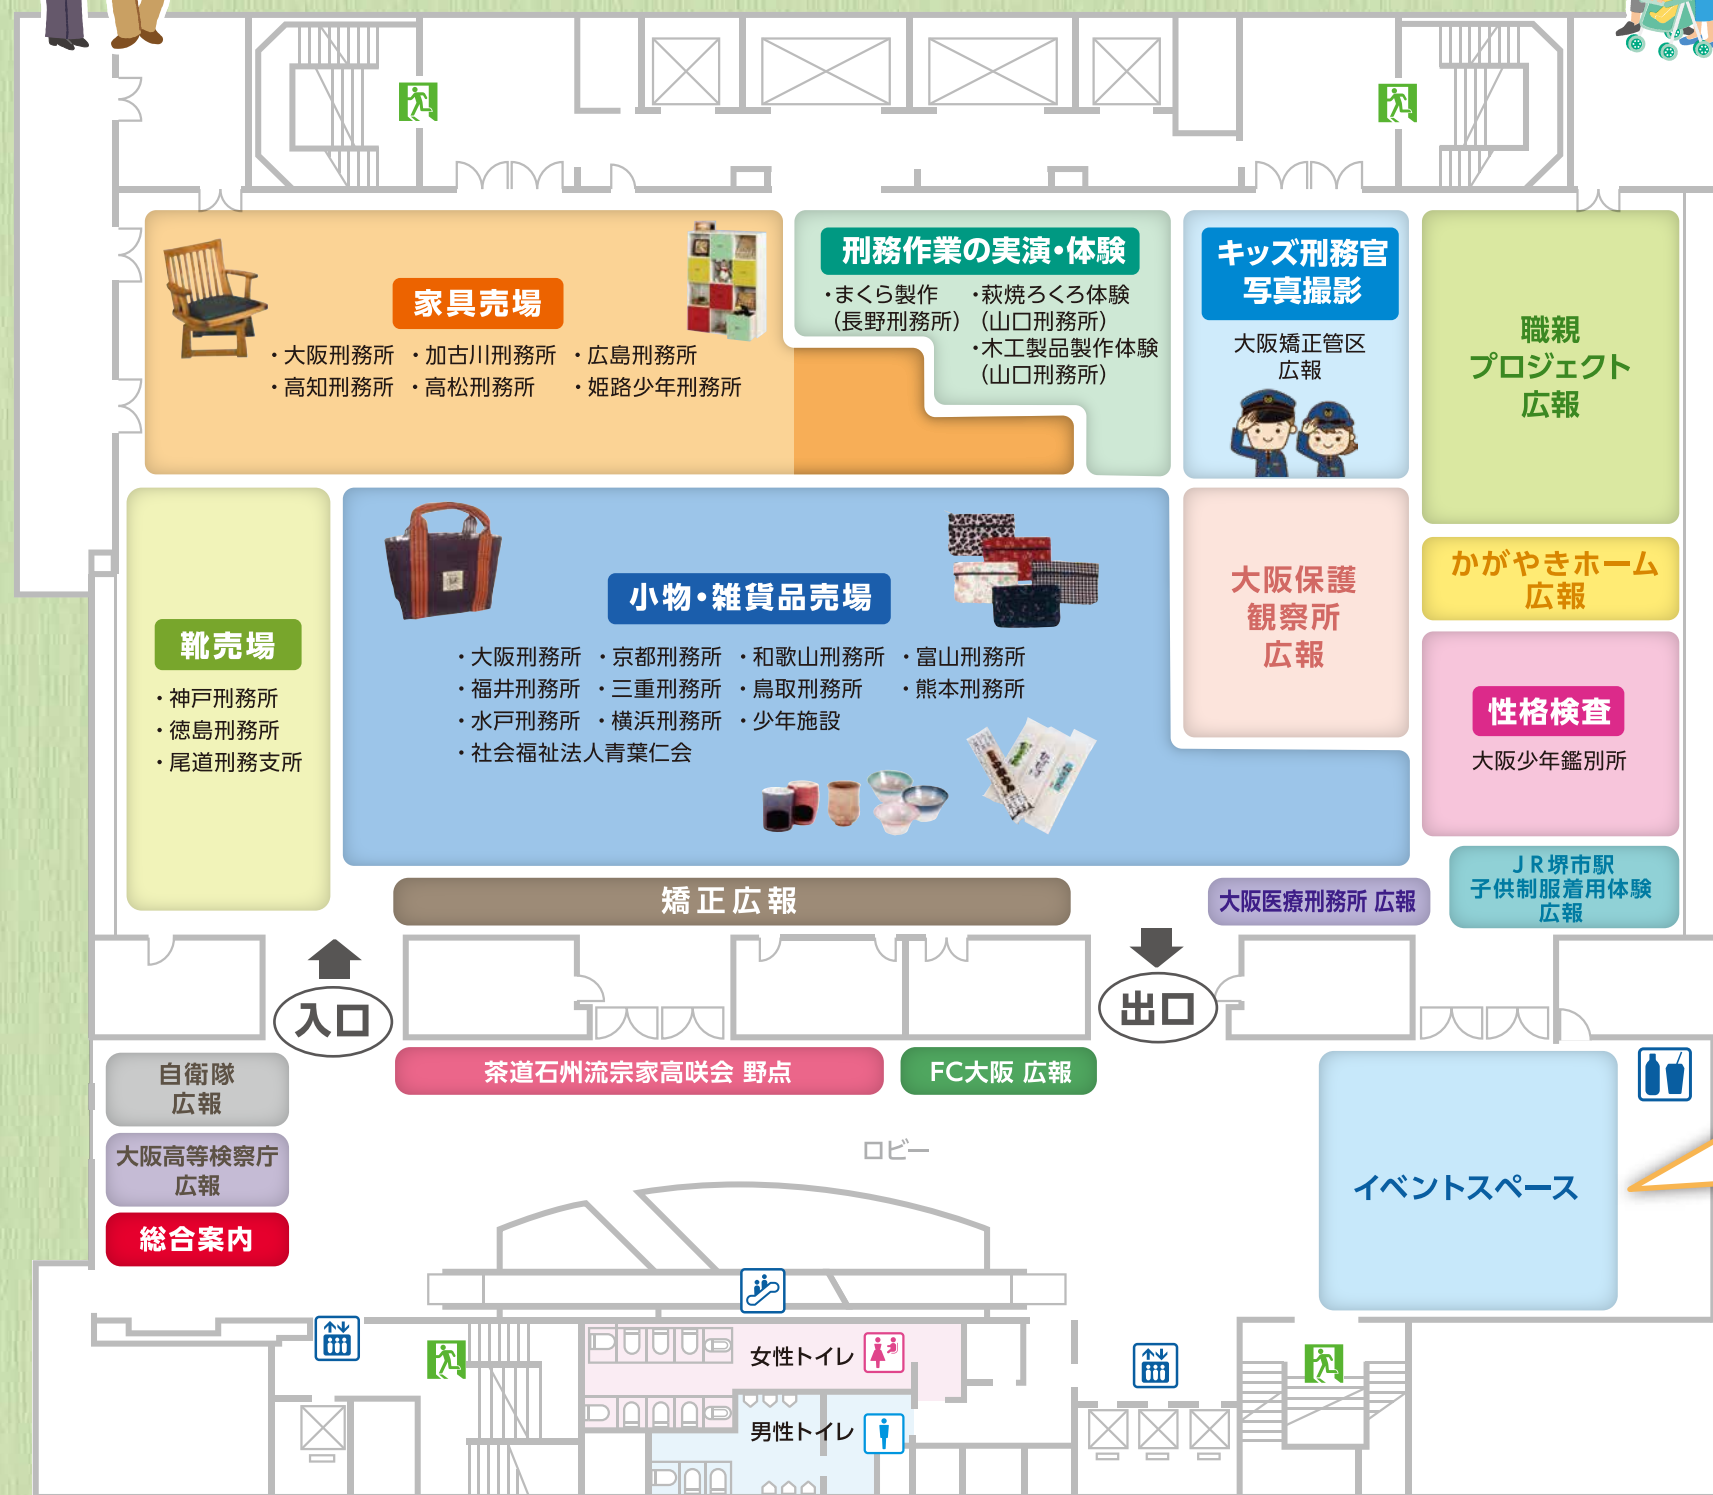 家具売場
・大阪刑務所 ・加古川刑務所 ・広島刑務所
・高知刑務所 ・高松刑務所 ・姫路少年刑務所
刑務作業の実演・体験
・まくら製作
(長野刑務所)
・萩焼ろくろ体験
(山口刑務所)
・木工製品製作体験
(山口刑務所)
キッズ刑務官
写真撮影
大阪矯正管区
広報
職親
プロジェクト
広報
靴売場
・神戸刑務所
・徳島刑務所
・尾道刑務支所
小物・雑貨品売場
・大阪刑務所 ・京都刑務所 ・和歌山刑務所 ・富山刑務所
・福井刑務所 ・三重刑務所 ・鳥取刑務所 ・熊本刑務所
・水戸刑務所 ・横浜刑務所 ・少年施設
・社会福祉法人青葉仁会
大阪保護
観察所
広報
かがやきホーム
広報
性格検査
大阪少年鑑別所
JR堺市駅
子供制服着用体験
広報
矯正広報
大阪医療刑務所 広報
入口
出口
自衛隊
広報
茶道石州流宗家高咲会 野点
FC大阪 広報
大阪高等検察庁
広報
総合案内
ロビー
イベントスペース
女性トイレ
男性トイレ